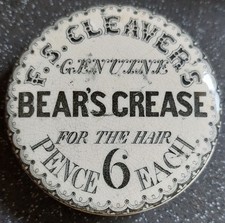 F. S. CLEAVER'S
GENUINE
BEAR'S GREASE
FOR THE HAIR
6
PENCE EACH